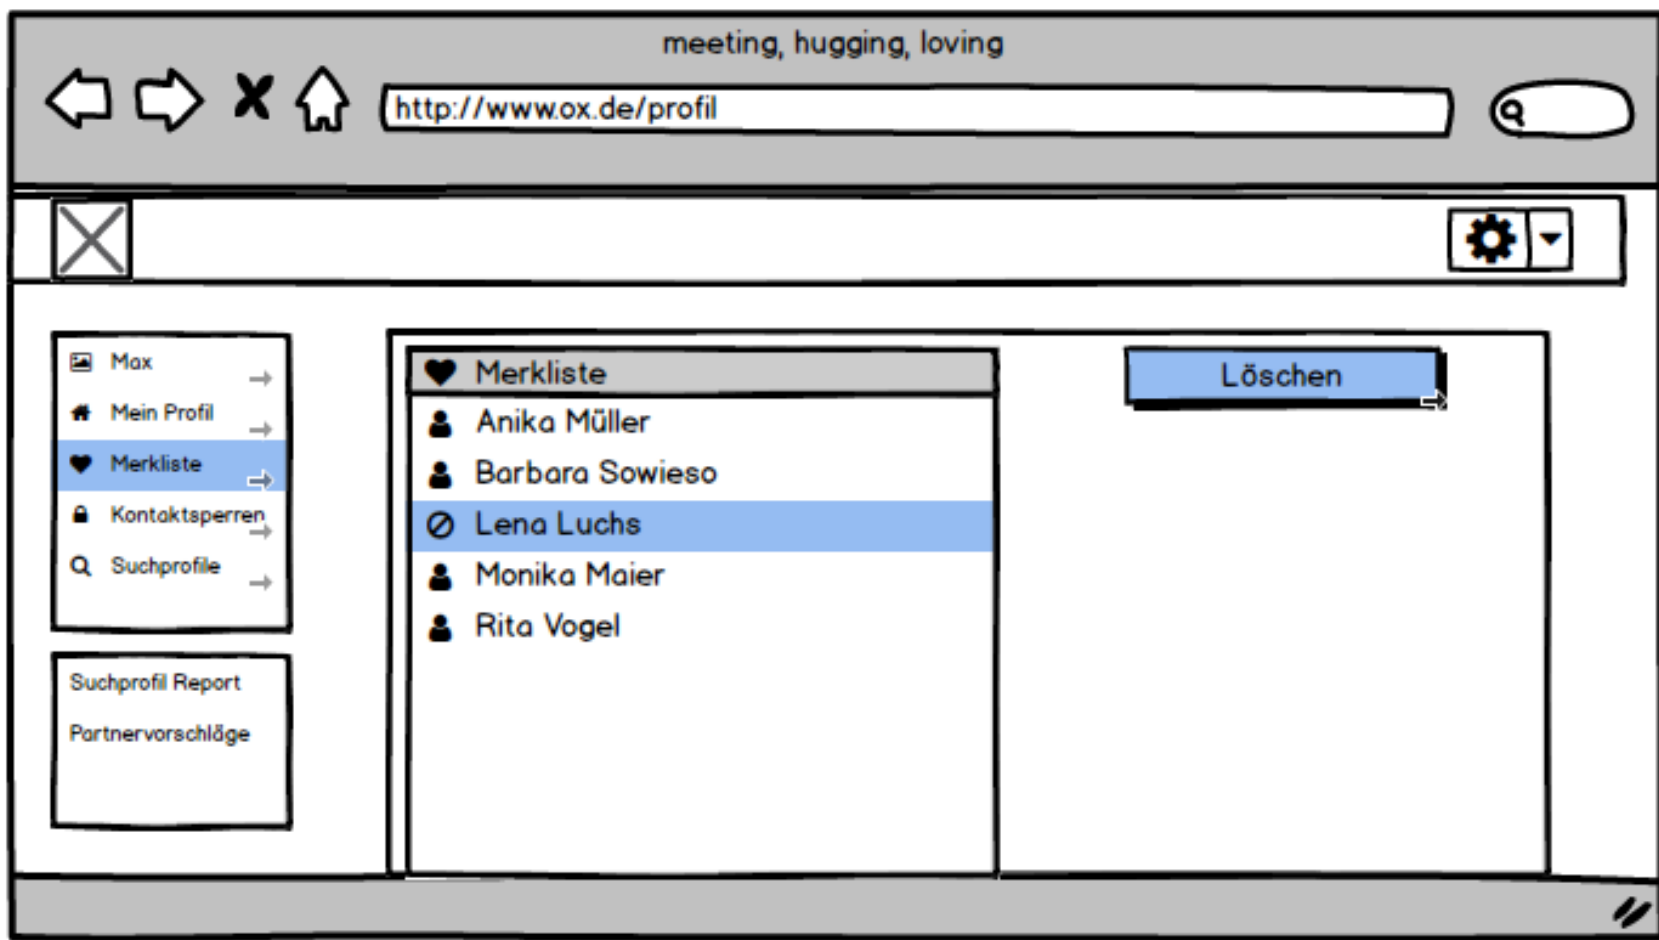 meeting, hugging, loving
http://www.ox.de/profil
Max
Mein Profil
Merkliste
Kontaktsperren
Suchprofile
Suchprofil Report
Partnervorschläge
Merkliste
Anika Müller
Barbara Sowieso
Lena Luchs
Monika Maier
Rita Vogel
Löschen